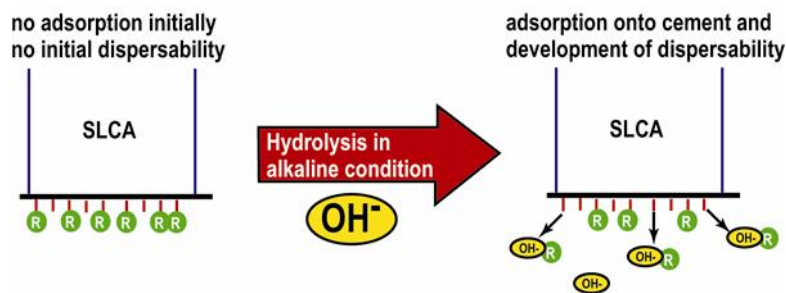 no adsorption initially
no initial dispersability
adsorption onto cement and
development of dispersability
SLCA
Hydrolysis in
alkaline condition
OH⁻
SLCA
R R R R R R
R R R
OH- R
OH- R
OH- R
OH-